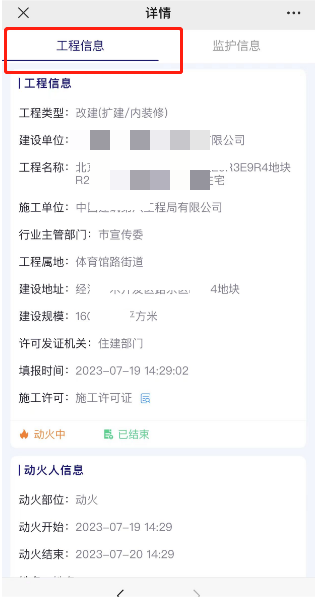 详情
工程信息
监护信息
工程信息
工程类型：改建(扩建/内装修)
建设单位：
限公司
工程名称：北
R3E9R4地块
R2
住宅
施工单位：中
工程局有限公司
行业主管部门：市宣传委
工程属地：体育馆路街道
建设地址：经
4地块
建设规模：160
平方米
许可发证机关：住建部门
填报时间：2023-07-19 14:29:02
施工许可：施工许可证
动火中
已结束
动火人信息
动火部位：动火
动火开始：2023-07-19 14:29
动火结束：2023-07-20 14:29